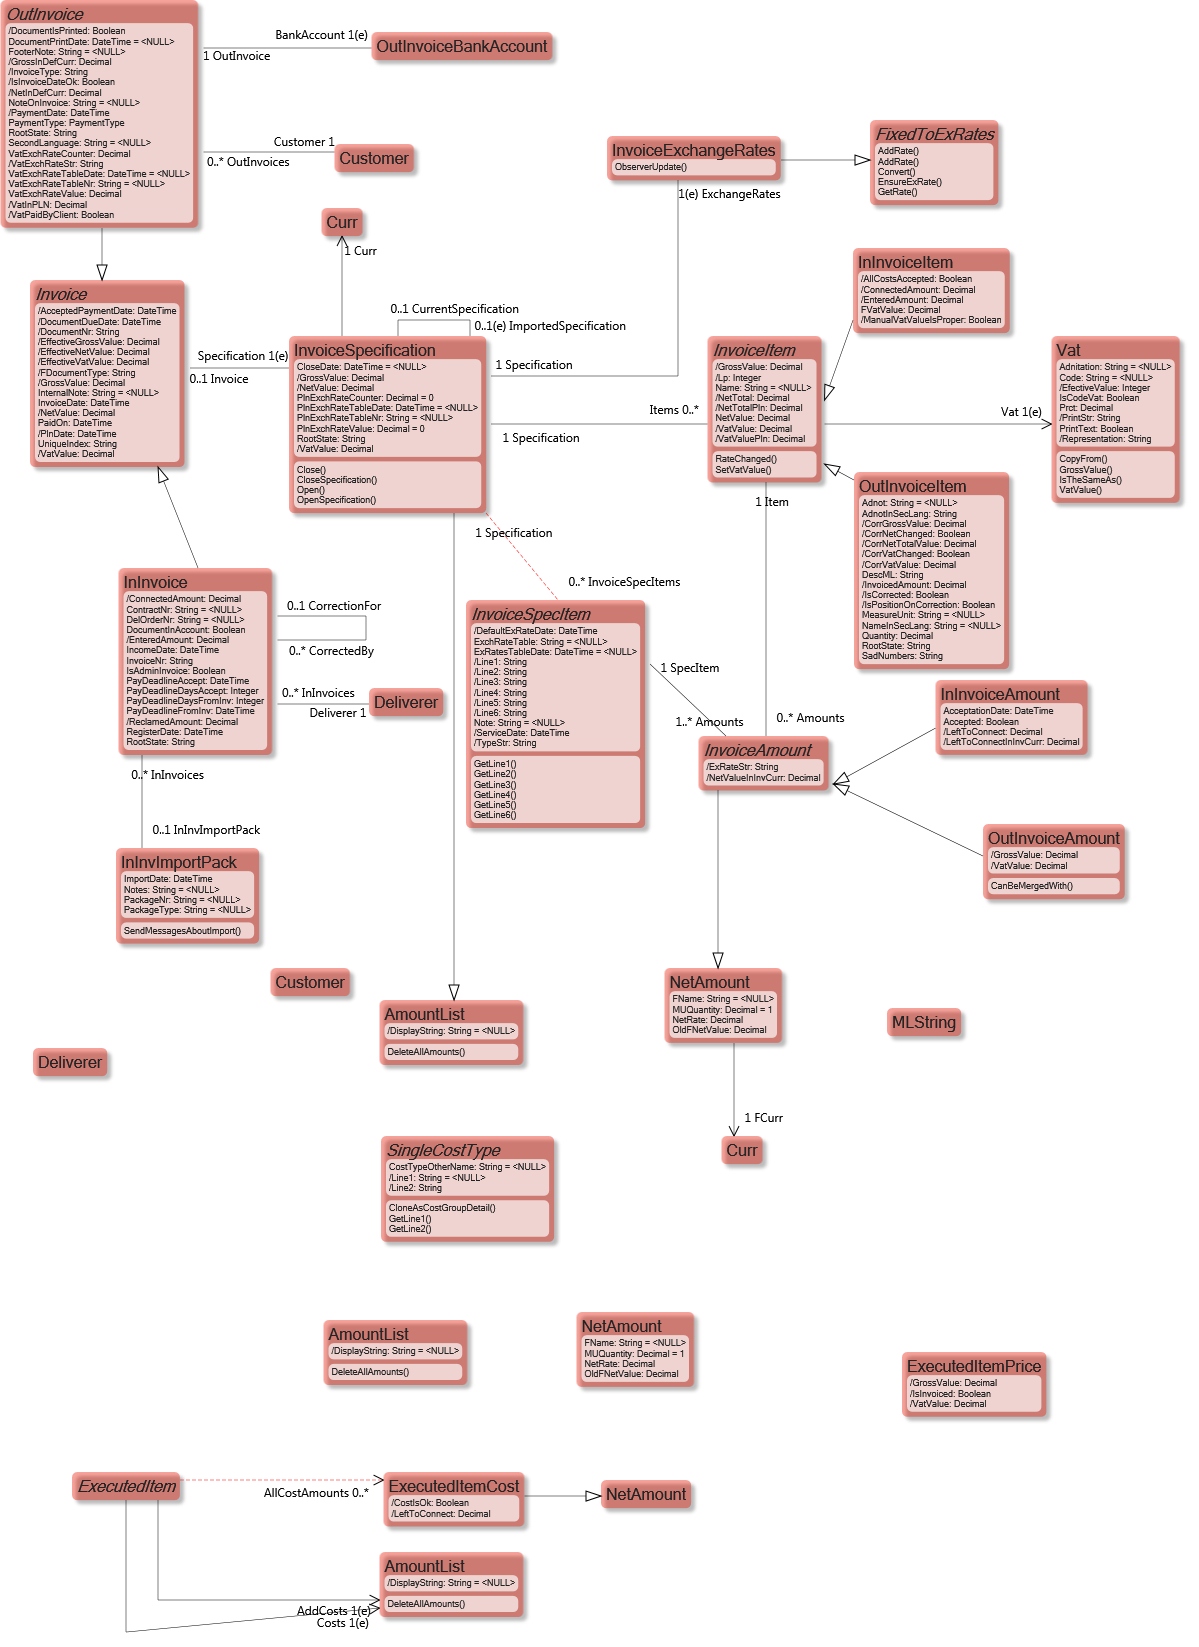 OutInvoice
/DocumentIsPrinted: Boolean
DocumentPrintDate: DateTime = <NULL>
FooterNote: String = <NULL>
/GrossInDefCurr: Decimal
/InvoiceType: String
/IsInvoiceDateOk: Boolean
/NetInDefCurr: Decimal
NoteOnInvoice: String = <NULL>
/PaymentDate: DateTime
PaymentType: PaymentType
RootState: String
SecondLanguage: String = <NULL>
VatExchRateCounter: Decimal
/VatExchRateStr: String
VatExchRateTableDate: DateTime = <NULL>
VatExchRateTableNr: String = <NULL>
VatExchRateValue: Decimal
/VatInPLN: Decimal
/VatPaidByClient: Boolean
BankAccount 1(e)
1 OutInvoice
OutInvoiceBankAccount
Customer 1
0..* OutInvoices
Customer
Curr
1 Curr
InvoiceExchangeRates
ObserverUpdate()
1(e) ExchangeRates
FixedToExRates
AddRate()
AddRate()
Convert()
EnsureExRate()
GetRate()
Invoice
/AcceptedPaymentDate: DateTime
/DocumentDueDate: DateTime
/DocumentNr: String
/EffectiveGrossValue: Decimal
/EffectiveNetValue: Decimal
/EffectiveVatValue: Decimal
/FDocumentType: String
/GrossValue: Decimal
InternalNote: String = <NULL>
InvoiceDate: DateTime
/NetValue: Decimal
PaidOn: DateTime
/PlnDate: DateTime
UniqueIndex: String
/VatValue: Decimal
Specification 1(e)
0..1 Invoice
0..1 CurrentSpecification
0..1(e) ImportedSpecification
InvoiceSpecification
CloseDate: DateTime = <NULL>
/GrossValue: Decimal
/NetValue: Decimal
PlnExchRateCounter: Decimal = 0
PlnExchRateTableDate: DateTime = <NULL>
PlnExchRateTableNr: String = <NULL>
PlnExchRateValue: Decimal = 0
RootState: String
/VatValue: Decimal
Close()
CloseSpecification()
Open()
OpenSpecification()
1 Specification
Items 0..*
1 Specification
1 Specification
0..* InvoiceSpecItems
InvoiceItem
/GrossValue: Decimal
/Lp: Integer
Name: String = <NULL>
/NetTotal: Decimal
/NetTotalPln: Decimal
NetValue: Decimal
/VatValue: Decimal
/VatValuePln: Decimal
RateChanged()
SetVatValue()
1 Item
InInvoiceItem
/AllCostsAccepted: Boolean
/ConnectedAmount: Decimal
/EnteredAmount: Decimal
FVatValue: Decimal
/ManualVatValueIsProper: Boolean
Vat 1(e)
Vat
Adnitation: String = <NULL>
Code: String = <NULL>
/EfectiveValue: Integer
IsCodeVat: Boolean
Prct: Decimal
/PrintStr: String
PrintText: Boolean
/Representation: String
CopyFrom()
GrossValue()
IsTheSameAs()
VatValue()
OutInvoiceItem
Adnot: String = <NULL>
AdnotInSecLang: String
/CorrGrossValue: Decimal
/CorrNetChanged: Boolean
/CorrNetTotalValue: Decimal
/CorrVatChanged: Boolean
/CorrVatValue: Decimal
DescML: String
/InvoicedAmount: Decimal
/IsCorrected: Boolean
/IsPositionOnCorrection: Boolean
MeasureUnit: String = <NULL>
NameInSecLang: String = <NULL>
Quantity: Decimal
RootState: String
SadNumbers: String
InInvoice
/ConnectedAmount: Decimal
ContractNr: String = <NULL>
DelOrderNr: String = <NULL>
DocumentInAccount: Boolean
/EnteredAmount: Decimal
IncomeDate: DateTime
InvoiceNr: String
IsAdminInvoice: Boolean
PayDeadlineAccept: DateTime
PayDeadlineDaysAccept: Integer
PayDeadlineDaysFromInv: Integer
PayDeadlineFromInv: DateTime
/ReclamedAmount: Decimal
RegisterDate: DateTime
RootState: String
0..1 CorrectionFor
0..* CorrectedBy
0..* InInvoices
Deliverer 1
Deliverer
0..* InInvoices
0..1 InInvImportPack
InInvImportPack
ImportDate: DateTime
Notes: String = <NULL>
PackageNr: String = <NULL>
PackageType: String = <NULL>
SendMessagesAboutImport()
InvoiceSpecItem
/DefaultExRateDate: DateTime
ExchRateTable: String = <NULL>
ExRatesTableDate: DateTime = <NULL>
/Line1: String
/Line2: String
/Line3: String
/Line4: String
/Line5: String
/Line6: String
Note: String = <NULL>
/ServiceDate: DateTime
/TypeStr: String
GetLine1()
GetLine2()
GetLine3()
GetLine4()
GetLine5()
GetLine6()
1 SpecItem
1..* Amounts
0..* Amounts
InvoiceAmount
/ExRateStr: String
/NetValueInInvCurr: Decimal
InInvoiceAmount
AcceptationDate: DateTime
Accepted: Boolean
/LeftToConnect: Decimal
/LeftToConnectInInvCurr: Decimal
OutInvoiceAmount
/GrossValue: Decimal
/VatValue: Decimal
CanBeMergedWith()
Customer
AmountList
/DisplayString: String = <NULL>
DeleteAllAmounts()
NetAmount
FName: String = <NULL>
MUQuantity: Decimal = 1
NetRate: Decimal
OldFNetValue: Decimal
MLString
Deliverer
1 FCurr
Curr
SingleCostType
CostTypeOtherName: String = <NULL>
/Line1: String = <NULL>
/Line2: String
CloneAsCostGroupDetail()
GetLine1()
GetLine2()
AmountList
/DisplayString: String = <NULL>
DeleteAllAmounts()
NetAmount
FName: String = <NULL>
MUQuantity: Decimal = 1
NetRate: Decimal
OldFNetValue: Decimal
ExecutedItemPrice
/GrossValue: Decimal
/IsInvoiced: Boolean
/VatValue: Decimal
ExecutedItem
AllCostAmounts 0..*
ExecutedItemCost
/CostIsOk: Boolean
/LeftToConnect: Decimal
NetAmount
AmountList
/DisplayString: String = <NULL>
DeleteAllAmounts()
AddCosts 1(e)
Costs 1(e)